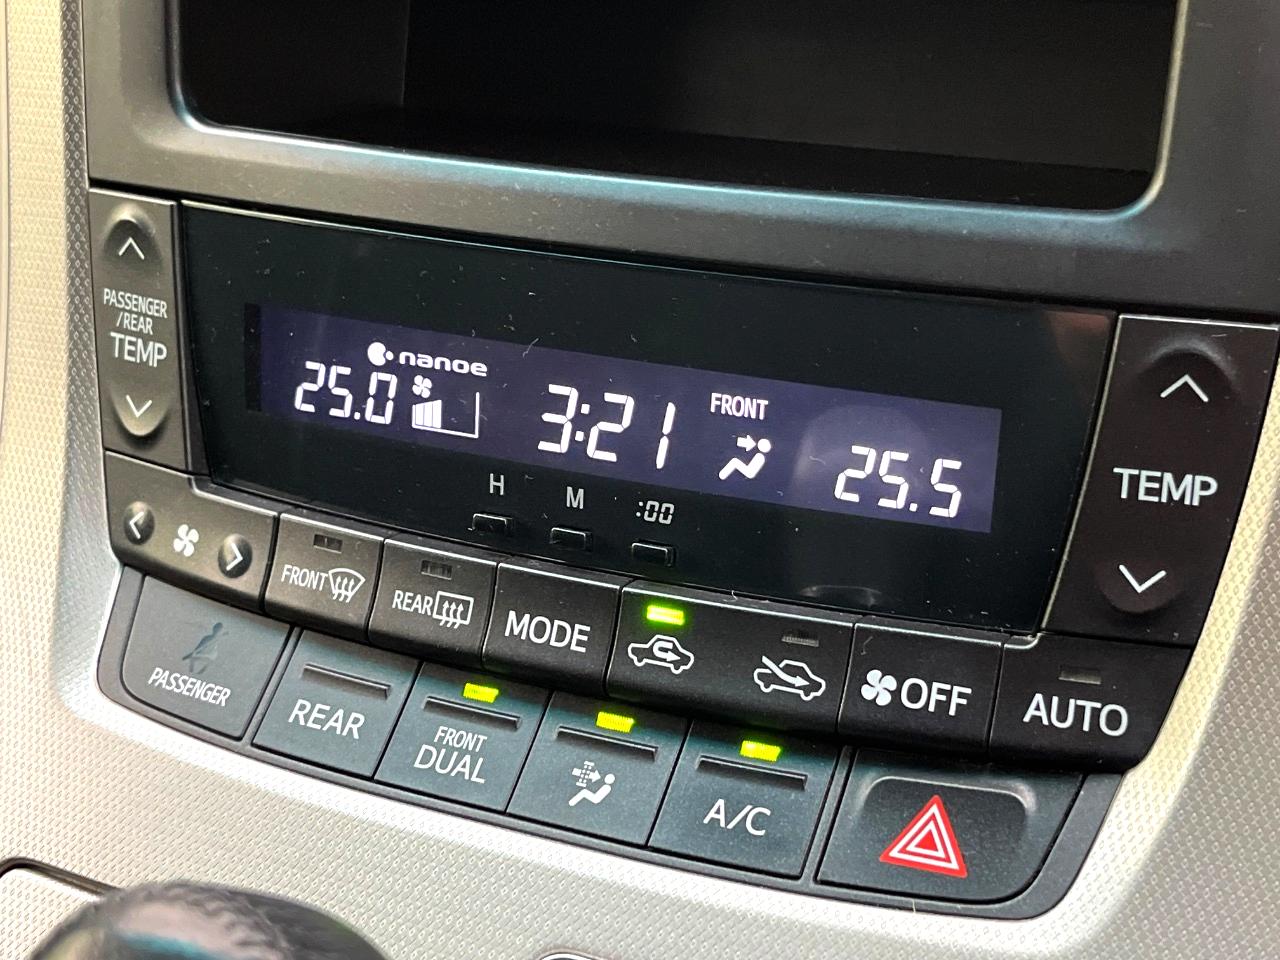 PASSENGER
/REAR
TEMP
nanoe
25.0
3:21
FRONT
25.5
TEMP
H
M
:00
FRONT
REAR
MODE
OFF
AUTO
PASSENGER
REAR
FRONT
DUAL
A/C